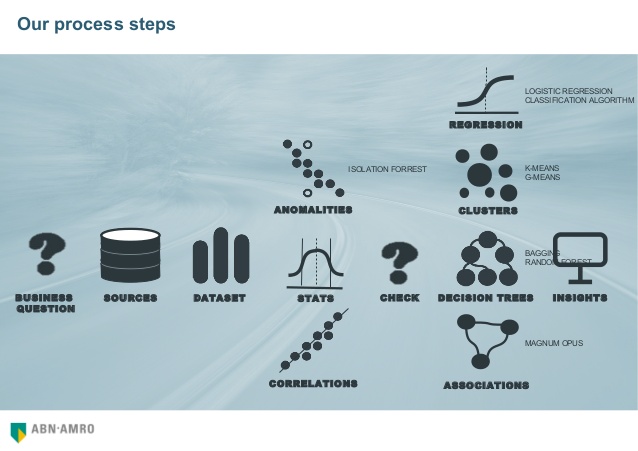 Our process steps
LOGISTIC REGRESSION
CLASSIFICATION ALGORITHM
REGRESSION
ISOLATION FORREST
K-MEANS
G-MEANS
ANOMALITIES
CLUSTERS
BAGGING
RANDOM FOREST
BUSINESS
QUESTION
SOURCES
DATASET
STATS
CHECK
DECISION TREES
INSIGHTS
MAGNUM OPUS
CORRELATIONS
ASSOCIATIONS
ABN·AMRO